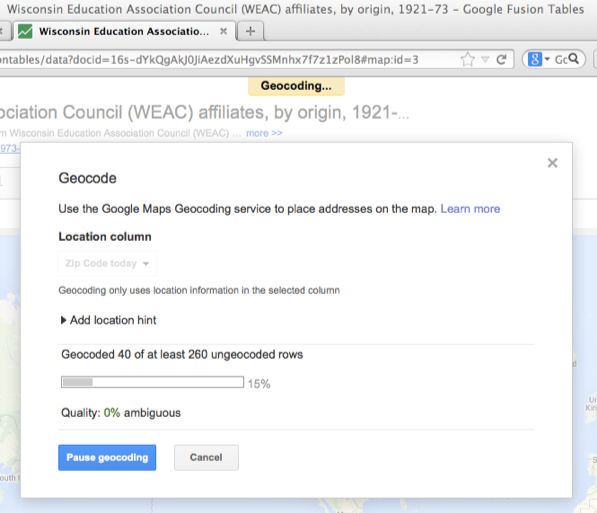 Wisconsin Education Association Council (WEAC) affiliates, by origin, 1921-73 – Google Fusion Tables
Wisconsin Education Associatio... × +
ontables/data?docid=16s-dYkQgAkJ0JiAezdXuHgvSSMnhx7f7z1zPol8#map:id=3
8
Geocoding...
ociation Council (WEAC) affiliates, by origin, 1921-...
m Wisconsin Education Association Council (WEAC) ... more >>
973-
×
Geocode
Use the Google Maps Geocoding service to place addresses on the map. Learn more
Location column
Zip Code today
Geocoding only uses location information in the selected column
Add location hint
Geocoded 40 of at least 260 ungeocoded rows
15%
Quality: 0% ambiguous
Pause geocoding Cancel